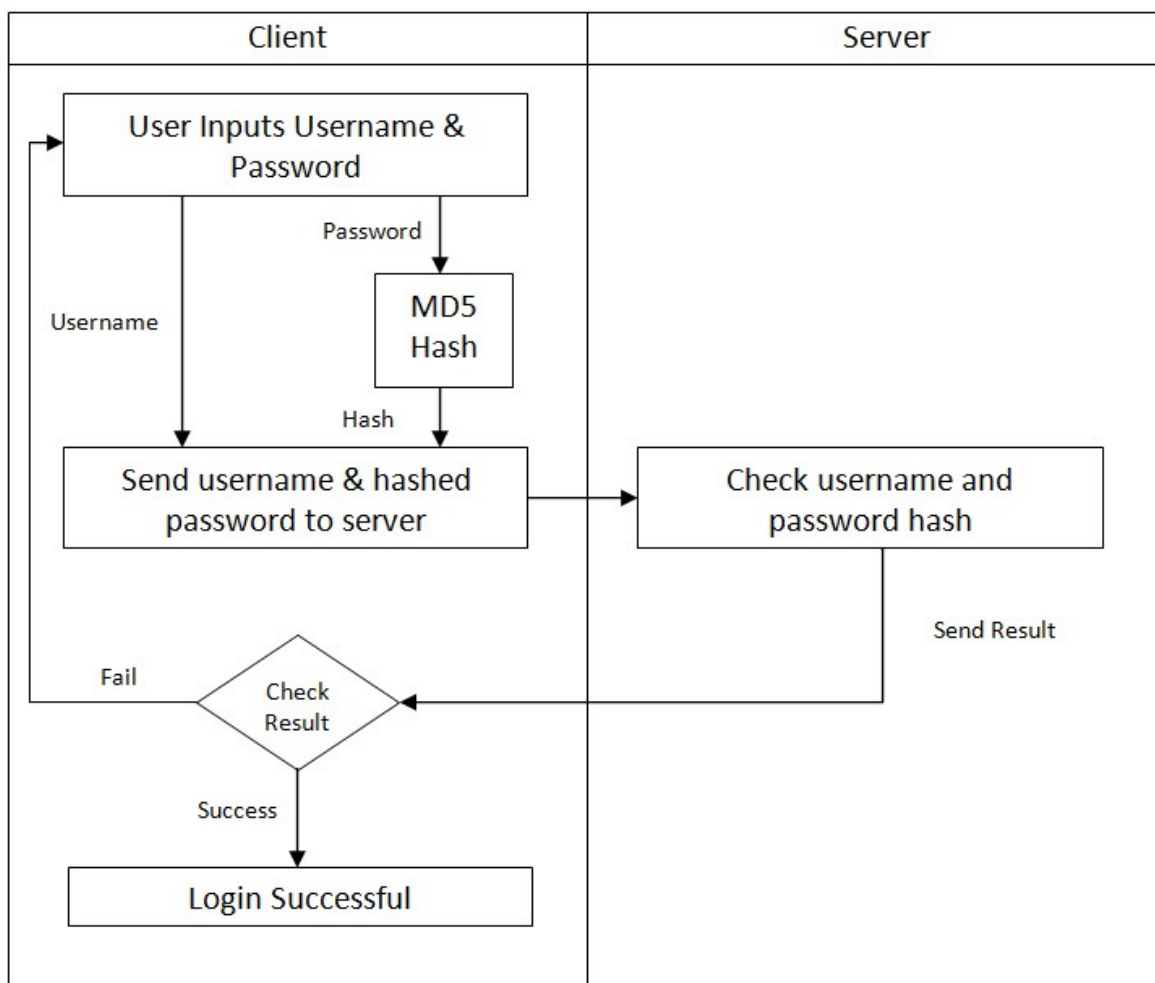 Client
Server
User Inputs Username &
Password
Password
Username
MD5
Hash
Hash
Send username & hashed
password to server
Check username and
password hash
Send Result
Fail
Check
Result
Success
Login Successful